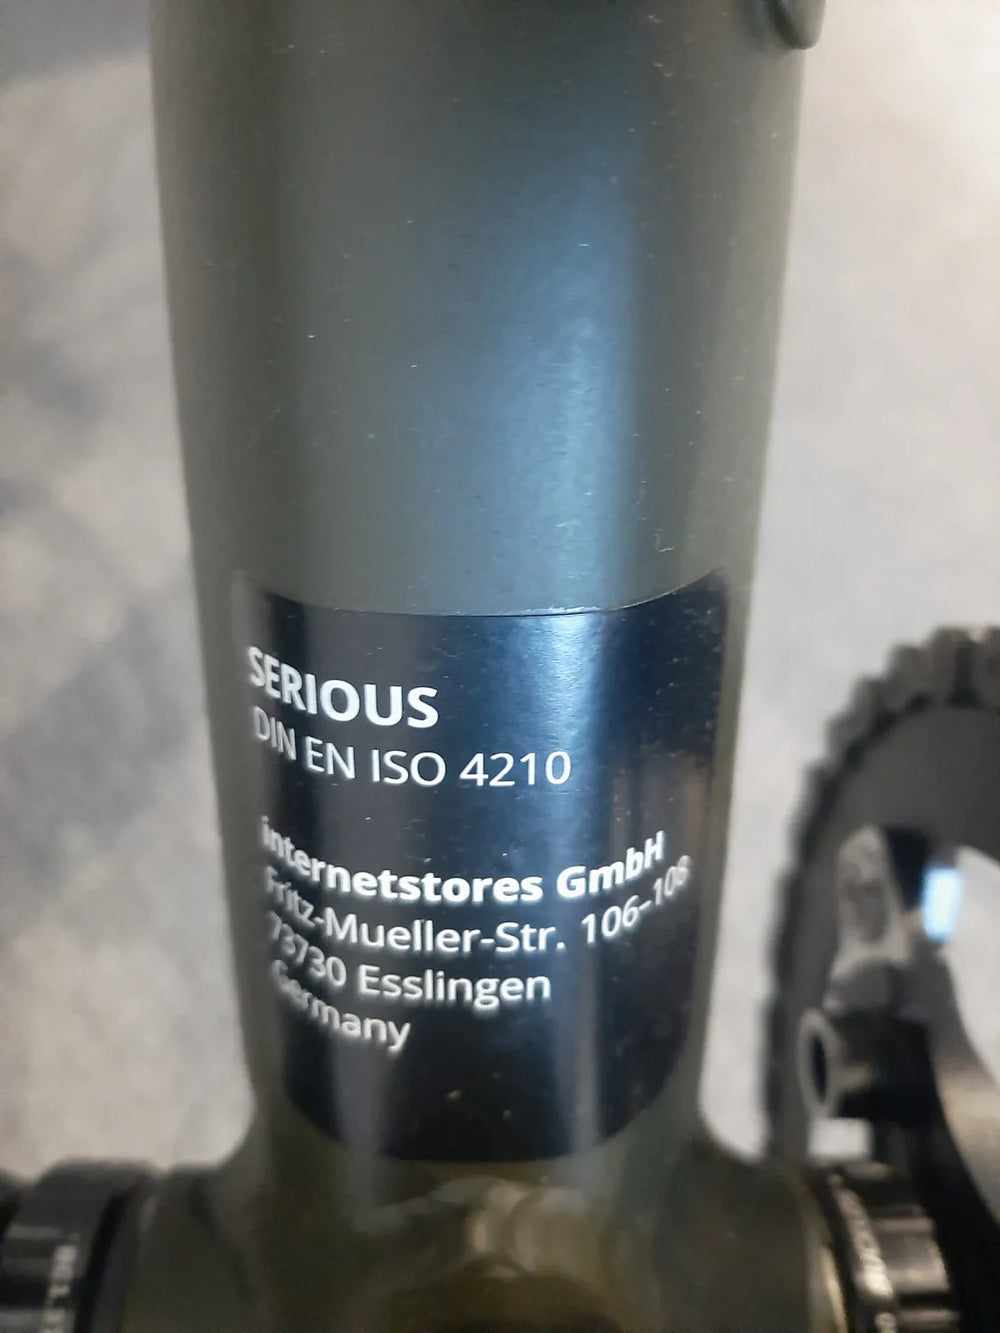 SERIOUS
DIN EN ISO 4210
internetstores GmbH
Fritz-Mueller-Str. 106–108
73730 Esslingen
Germany